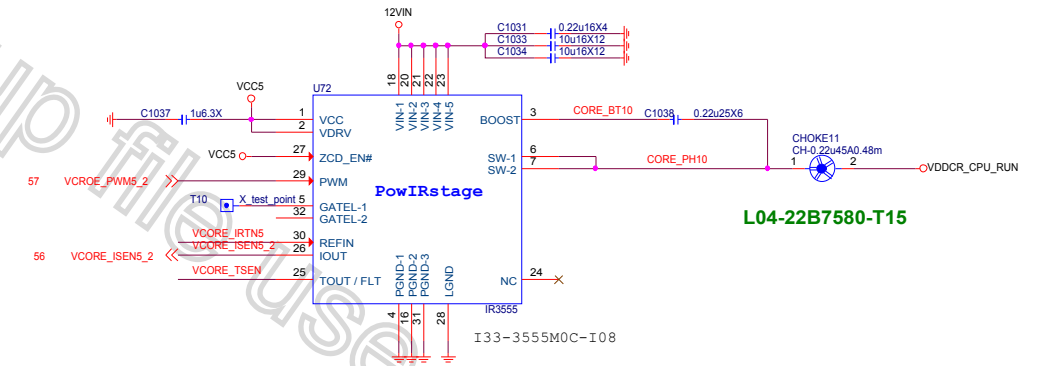 12VIN
C1031 0.22u16X4
C1033 10u16X12
C1034 10u16X12
18 20 21 22 23
U72
VCC5
C1037 1u6.3X
1 VCC
2 VDRV
VIN-1 VIN-2 VIN-3 VIN-4 VIN-5
BOOST 3 CORE_BT10 C1038 0.22u25X6
CHOKE11
CH-0.22u45A0.48m
VCC5 27 ZCD_EN#
SW-1 6
SW-2 7 CORE_PH10 1 2 VDDCR_CPU_RUN
57 VCROE_PWM5_2 29 PWM
PowIRstage
T10 X_test_point 5 GATEL-1
32 GATEL-2
L04-22B7580-T15
VCORE_IRTN5 30 REFIN
VCORE_ISEN5_2
56 VCORE_ISEN5_2 26 IOUT
VCORE_TSEN 25 TOUT / FLT
PGND-1 PGND-2 PGND-3 LGND
NC 24
4 16 31 28
IR3555
I33-3555M0C-I08
up file use